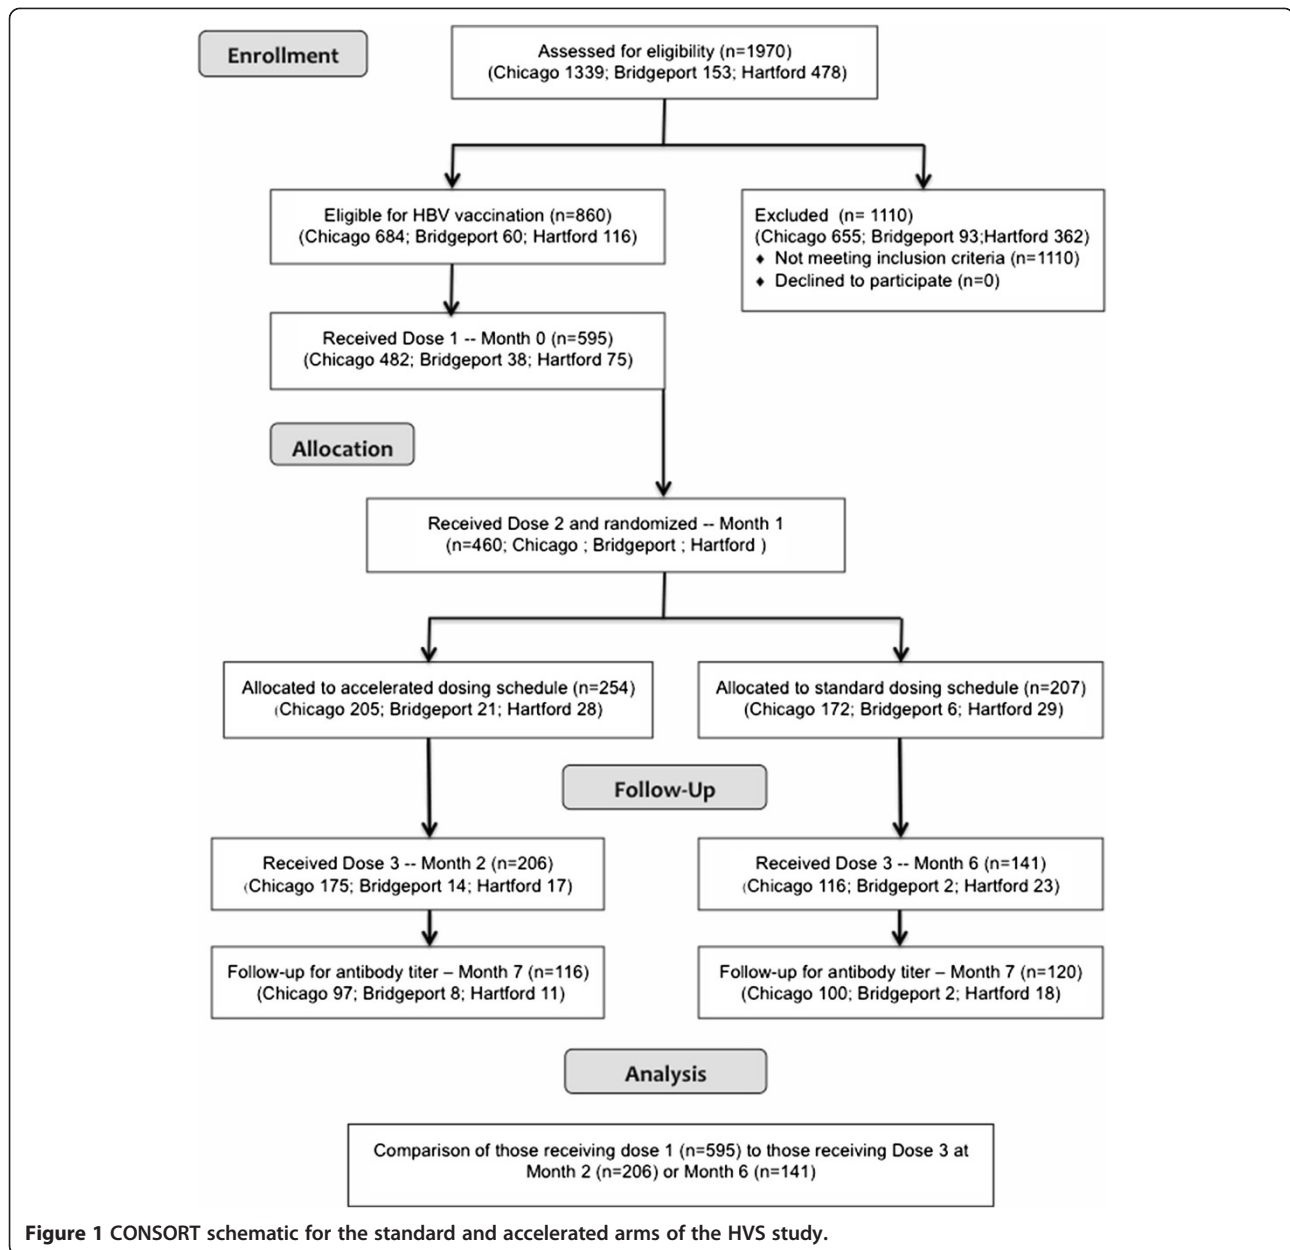 Enrollment
Assessed for eligibility (n=1970)
(Chicago 1339; Bridgeport 153; Hartford 478)
Eligible for HBV vaccination (n=860)
(Chicago 684; Bridgeport 60; Hartford 116)
Excluded (n= 1110)
(Chicago 655; Bridgeport 93;Hartford 362)
♦ Not meeting inclusion criteria (n=1110)
♦ Declined to participate (n=0)
Received Dose 1 -- Month 0 (n=595)
(Chicago 482; Bridgeport 38; Hartford 75)
Allocation
Received Dose 2 and randomized -- Month 1
(n=460; Chicago ; Bridgeport ; Hartford )
Allocated to accelerated dosing schedule (n=254)
(Chicago 205; Bridgeport 21; Hartford 28)
Allocated to standard dosing schedule (n=207)
(Chicago 172; Bridgeport 6; Hartford 29)
Follow-Up
Received Dose 3 -- Month 2 (n=206)
(Chicago 175; Bridgeport 14; Hartford 17)
Received Dose 3 -- Month 6 (n=141)
(Chicago 116; Bridgeport 2; Hartford 23)
Follow-up for antibody titer – Month 7 (n=116)
(Chicago 97; Bridgeport 8; Hartford 11)
Follow-up for antibody titer – Month 7 (n=120)
(Chicago 100; Bridgeport 2; Hartford 18)
Analysis
Comparison of those receiving dose 1 (n=595) to those receiving Dose 3 at
Month 2 (n=206) or Month 6 (n=141)
Figure 1 CONSORT schematic for the standard and accelerated arms of the HVS study.